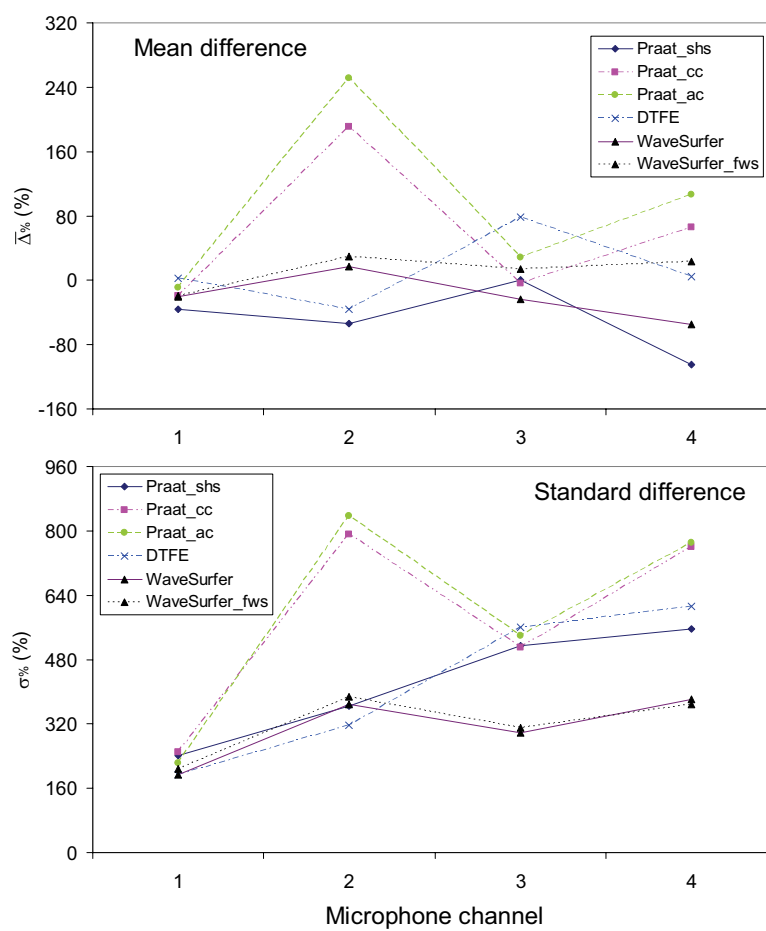 Mean difference
Praat_shs
Praat_cc
Praat_ac
DTFE
WaveSurfer
WaveSurfer_fws
320
240
160
80
0
-80
-160
Δ̅% (%)
1 2 3 4
Standard difference
Praat_shs
Praat_cc
Praat_ac
DTFE
WaveSurfer
WaveSurfer_fws
960
800
640
480
320
160
0
σ% (%)
1 2 3 4
Microphone channel